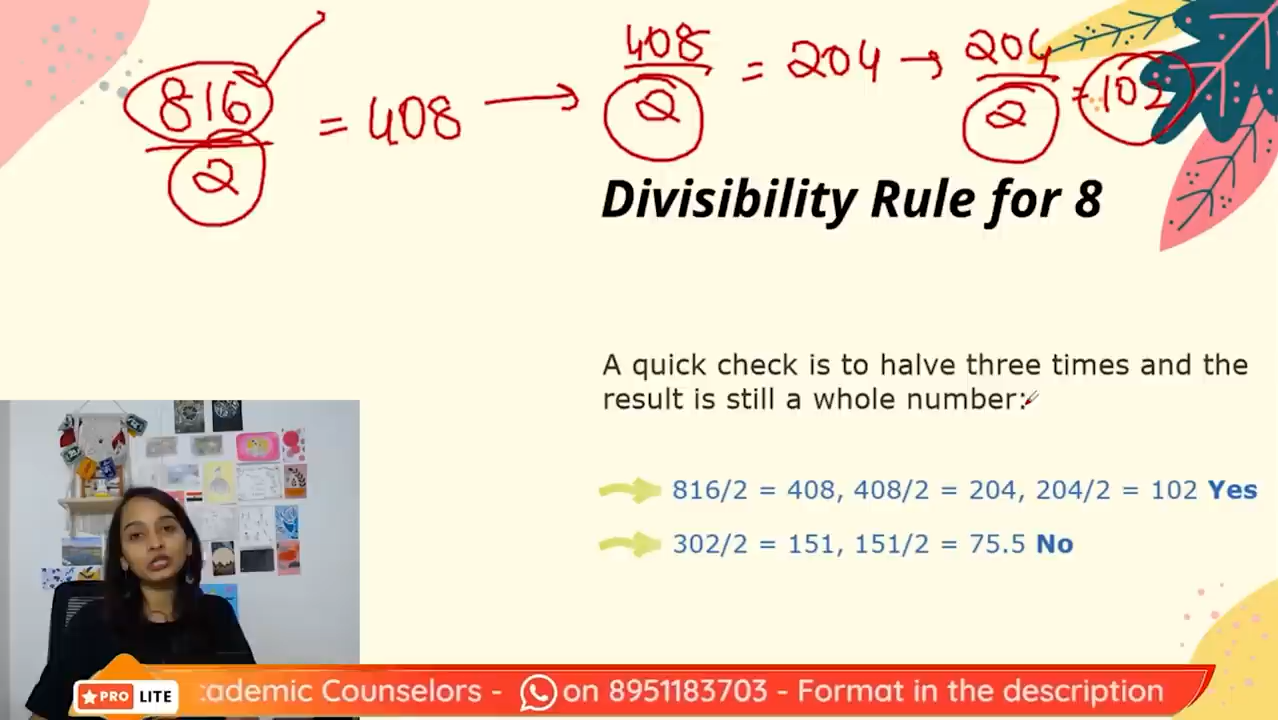 816/2 = 408 → 408/2 = 204 → 204/2 = 102
Divisibility Rule for 8
A quick check is to halve three times and the
result is still a whole number:
816/2 = 408, 408/2 = 204, 204/2 = 102 Yes
302/2 = 151, 151/2 = 75.5 No
PRO LITE
ademic Counselors - on 8951183703 - Format in the description